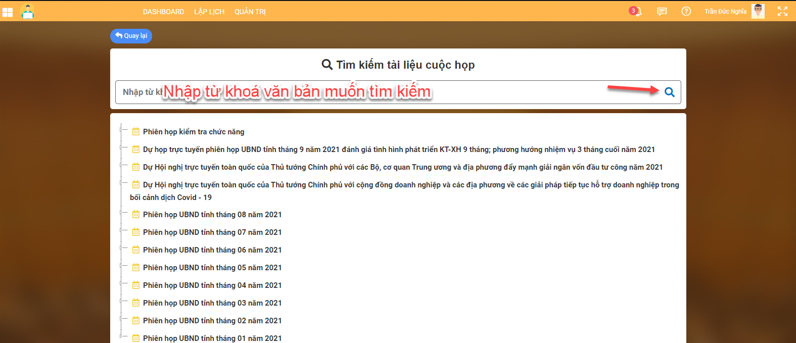 DASHBOARD LẬP LỊCH QUẢN TRỊ 3 Trần Đức Nghĩa
Quay lại
Tìm kiếm tài liệu cuộc họp
Nhập từ kh
Nhập từ khoá văn bản muốn tìm kiếm
Phiên họp kiểm tra chức năng
Dự họp trực tuyến phiên họp UBND tỉnh tháng 9 năm 2021 đánh giá tình hình phát triển KT-XH 9 tháng; phương hướng nhiệm vụ 3 tháng cuối năm 2021
Dự Hội nghị trực tuyến toàn quốc của Thủ tướng Chính phủ với các Bộ, cơ quan Trung ương và địa phương đẩy mạnh giải ngân vốn đầu tư công năm 2021
Dự Hội nghị trực tuyến toàn quốc của Thủ tướng Chính phủ với cộng đồng doanh nghiệp và các địa phương về các giải pháp tiếp tục hỗ trợ doanh nghiệp trong
bối cảnh dịch Covid - 19
Phiên họp UBND tỉnh tháng 08 năm 2021
Phiên họp UBND tỉnh tháng 07 năm 2021
Phiên họp UBND tỉnh tháng 06 năm 2021
Phiên họp UBND tỉnh tháng 05 năm 2021
Phiên họp UBND tỉnh tháng 04 năm 2021
Phiên họp UBND tỉnh tháng 03 năm 2021
Phiên họp UBND tỉnh tháng 02 năm 2021
Phiên họp UBND tỉnh tháng 01 năm 2021